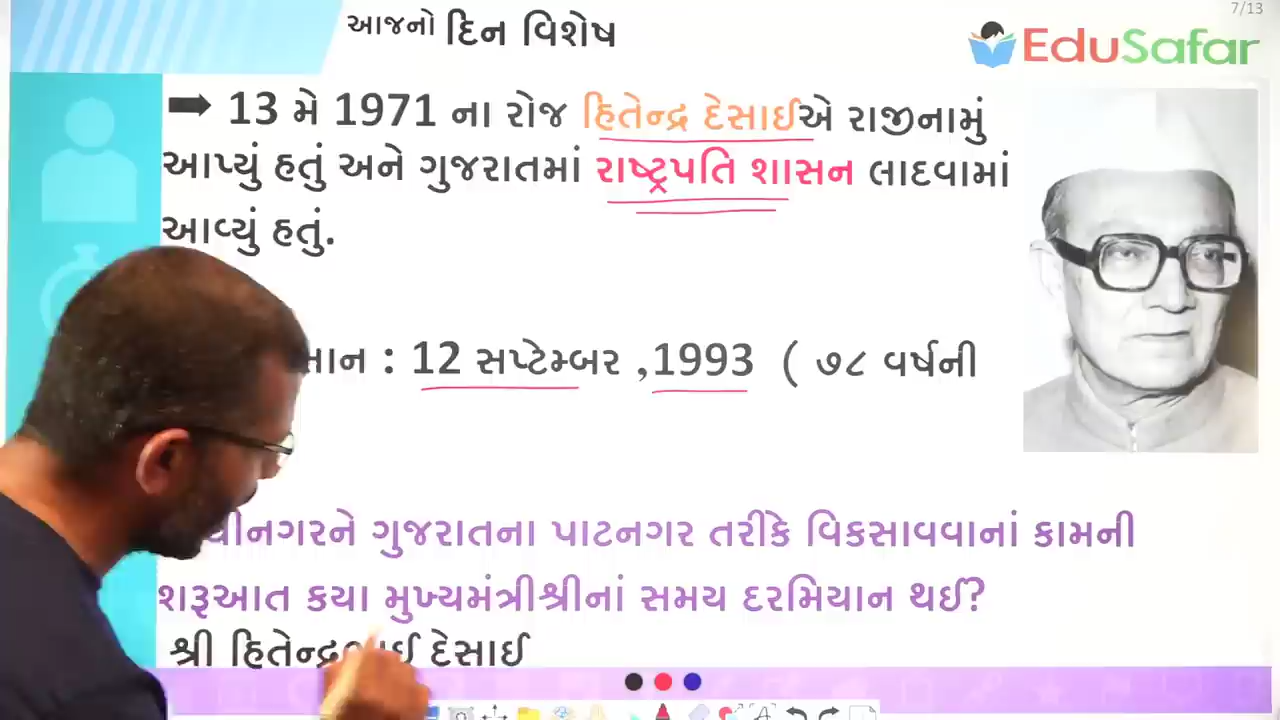 7/13
આજનો દિન વિશેષ
EduSafar
➡ 13 મે 1971 ના રોજ હિતેન્દ્ર દેસાઈએ રાજીનામું
આપ્યું હતું અને ગુજરાતમાં રાષ્ટ્રપતિ શાસન લાદવામાં
આવ્યું હતું.
: 12 સપ્ટેમ્બર ,1993 ( ૭૮ વર્ષની
ગુજરાતના પાટનગર તરીકે વિકસાવવાનાં કામની
શરૂઆત કયા મુખ્યમંત્રીશ્રીનાં સમય દરમિયાન થઈ?
શ્રી હિતેન્દ્રભાઈ દેસાઈ